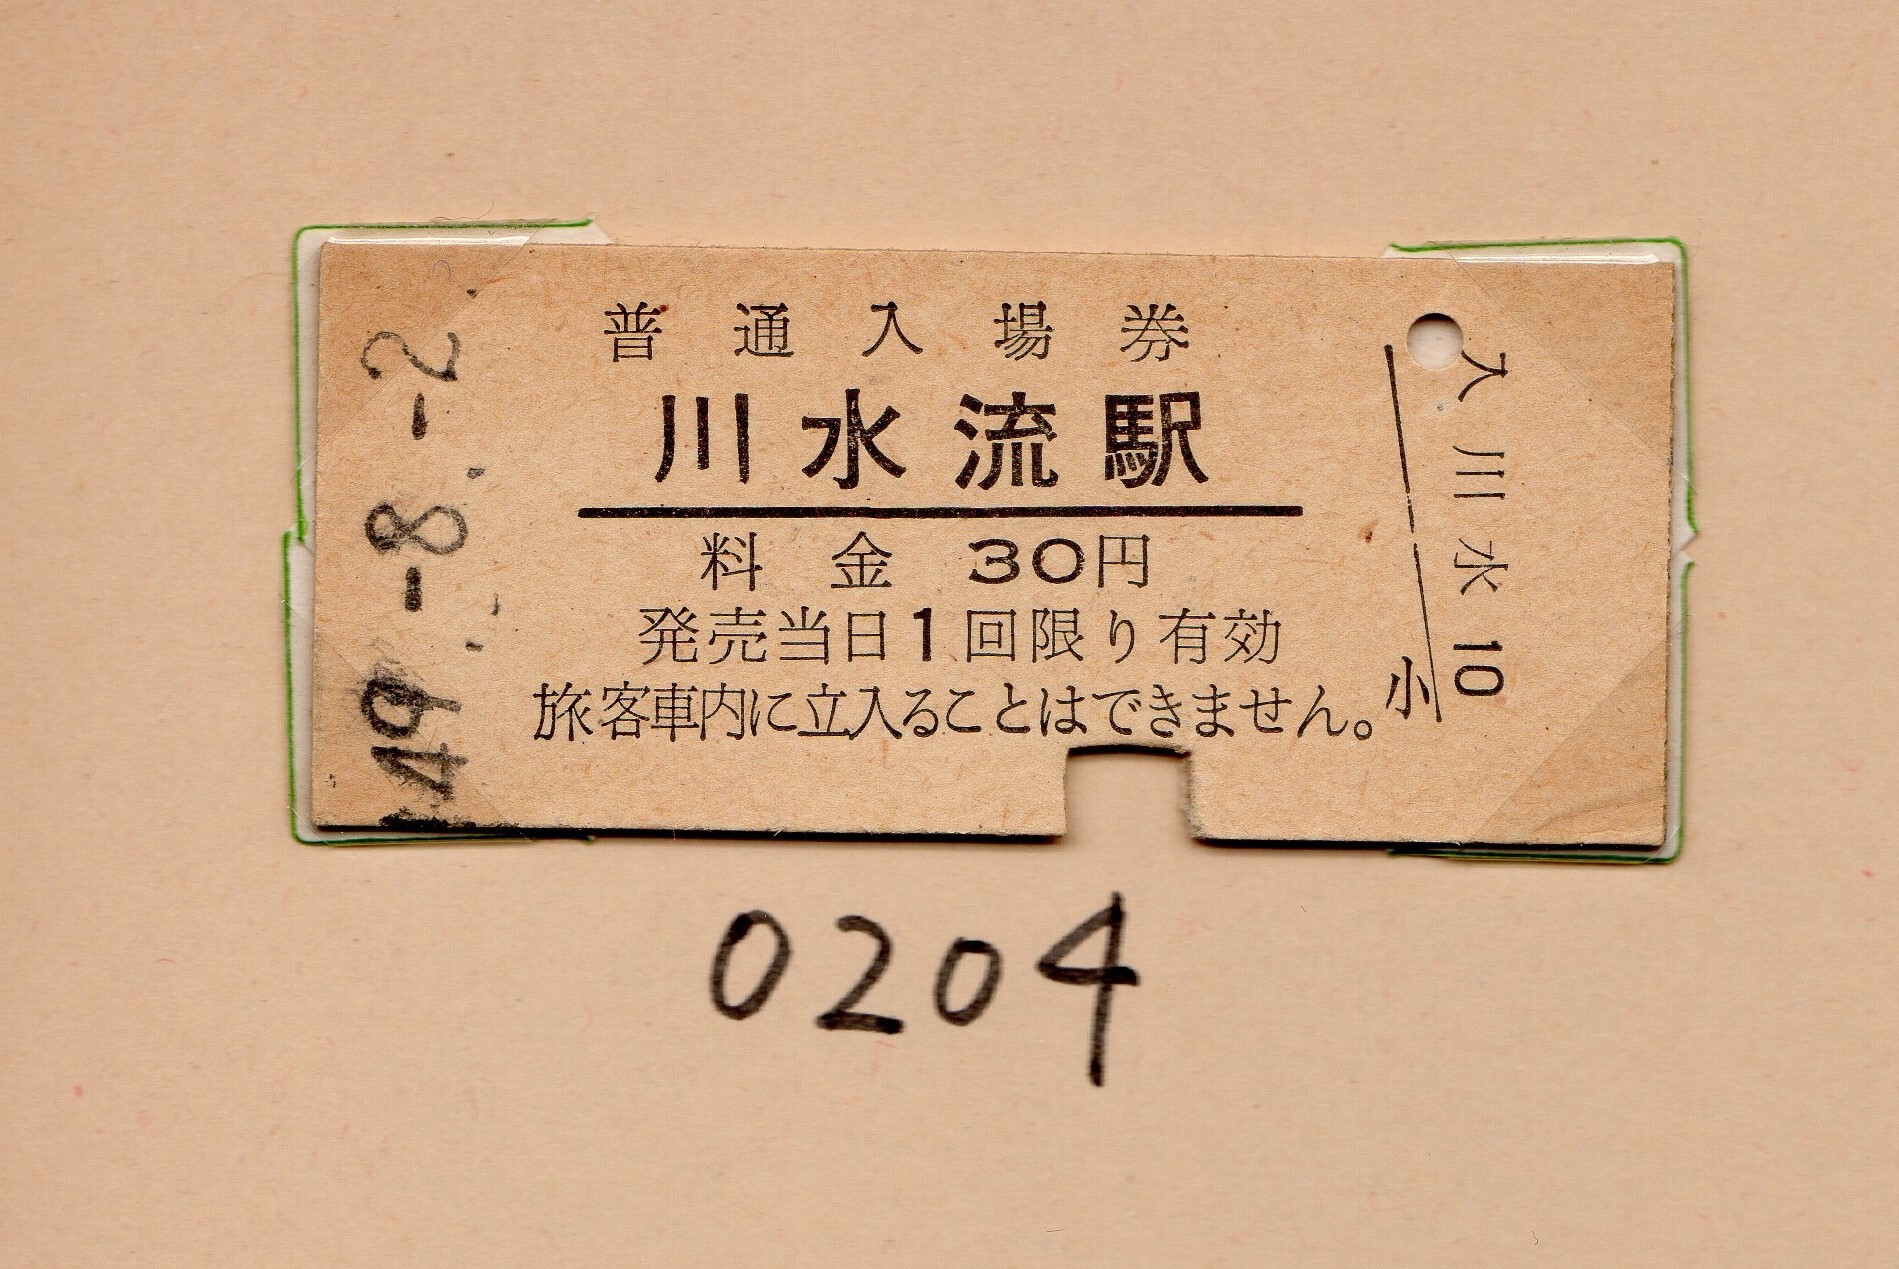 49.-8.-2.
普通入場券
川水流駅
料金 30円
発売当日1回限り有効
旅客車内に立入ることはできません。
小
入川水10
0204